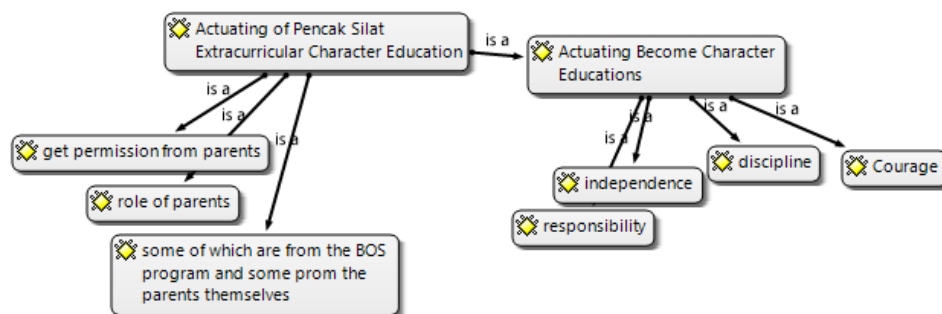 Actuating of Pencak Silat
Extracurricular Character Education
is a
Actuating Become Character
Educations
is a
is a
is a
is a
is a
is a
is a
get permission from parents
role of parents
some of which are from the BOS
program and some prom the
parents themselves
independence
discipline
Courage
responsibility